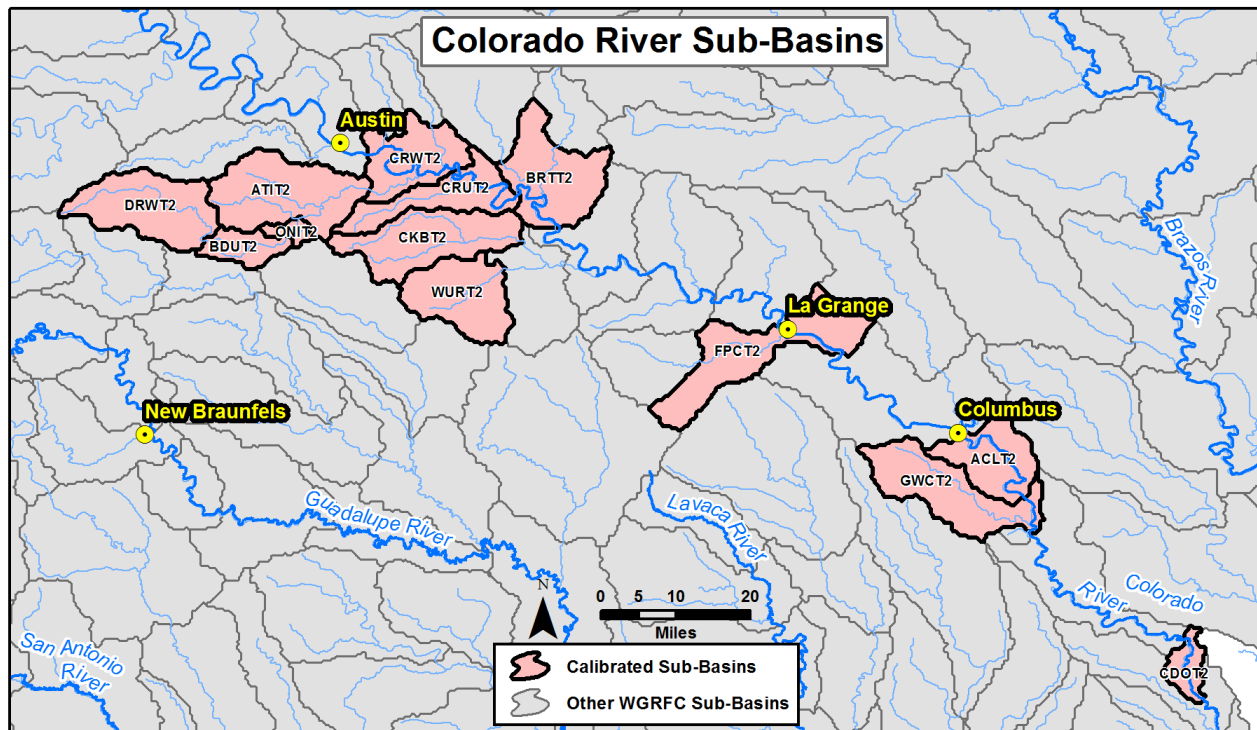 Colorado River Sub-Basins
Austin
CRWT2
BRTT2
CRUT2
ATIT2
DRWT2
ONIT2
BDUT2
CKBT2
WURT2
Brazos River
La Grange
FPCT2
New Braunfels
Columbus
ACLT2
GWCT2
Guadalupe River
Lavaca River
Colorado
River
N
0 5 10 20
Miles
San Antonio
River
CDOT2
Calibrated Sub-Basins
Other WGRFC Sub-Basins